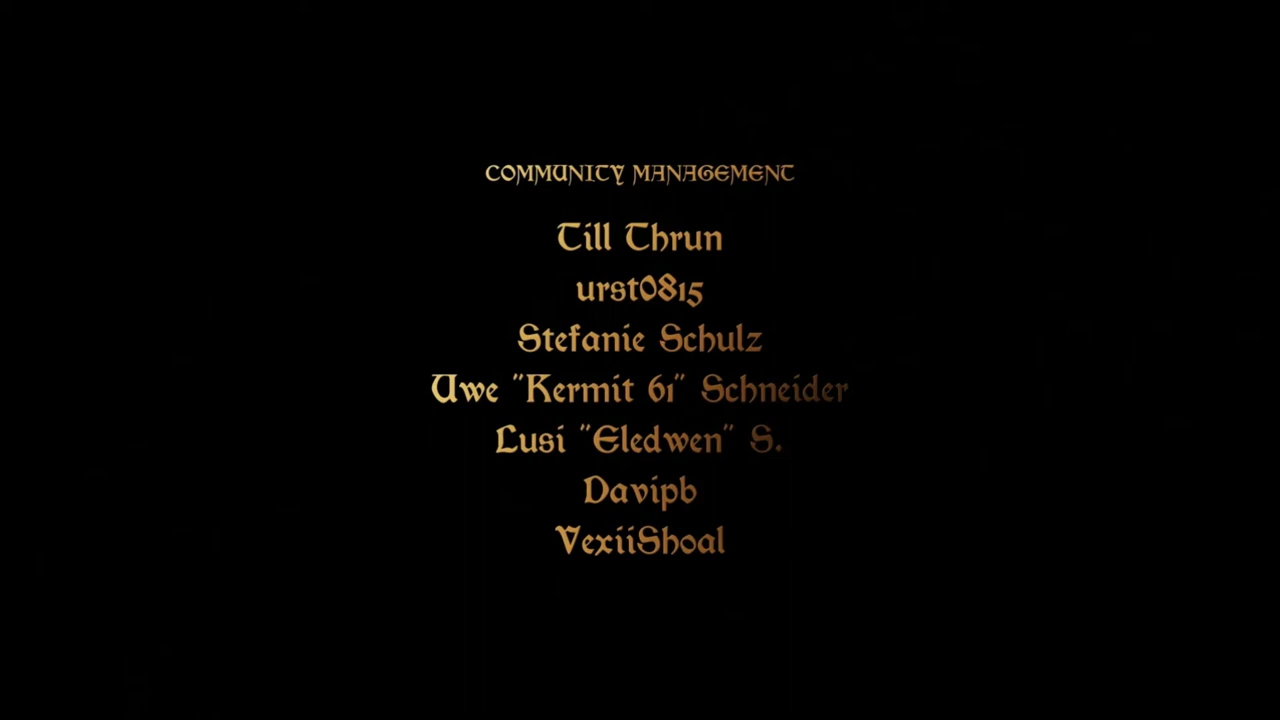 COMMUNITY MANAGEMENT
Till Thrun
urst0815
Stefanie Schulz
Uwe "Kermit 61" Schneider
Lusi "Eledwen" S.
Davipb
VexiiShoal